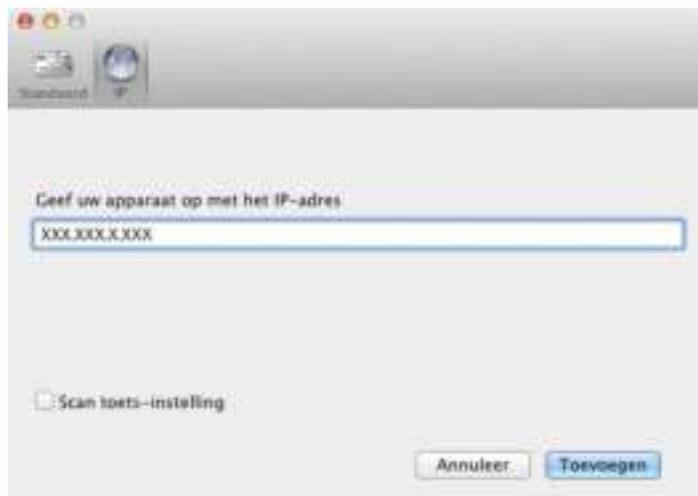 Standaard IP
Geef uw apparaat op met het IP-adres
XXX.XXX.X.XXX
Scan toets-instelling
Annuleer Toevoegen